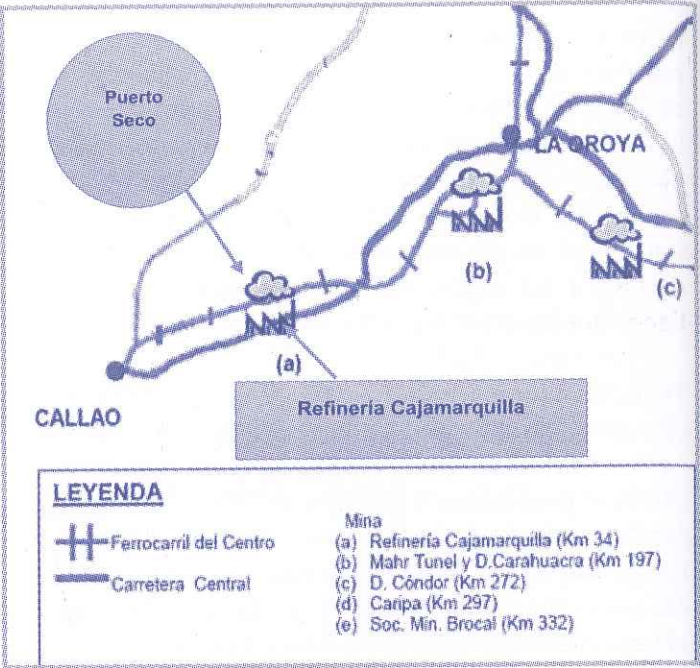 Puerto
Seco
LA OROYA
(b)
(c)
(a)
CALLAO
Refinería Cajamarquilla
LEYENDA
Ferrocarril del Centro
Carretera Central
Mina
(a) Refinería Cajamarquilla (Km 34)
(b) Mahr Tunel y D.Carahuacra (Km 197)
(c) D. Cóndor (Km 272)
(d) Caripa (Km 297)
(e) Soc. Min. Brocal (Km 332)